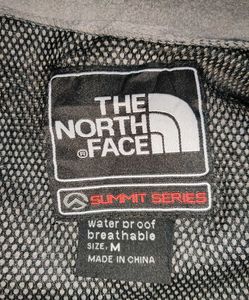 THE
NORTH
FACE
®
SUMMIT SERIES
water proof
breathable
SIZE. M
MADE IN CHINA